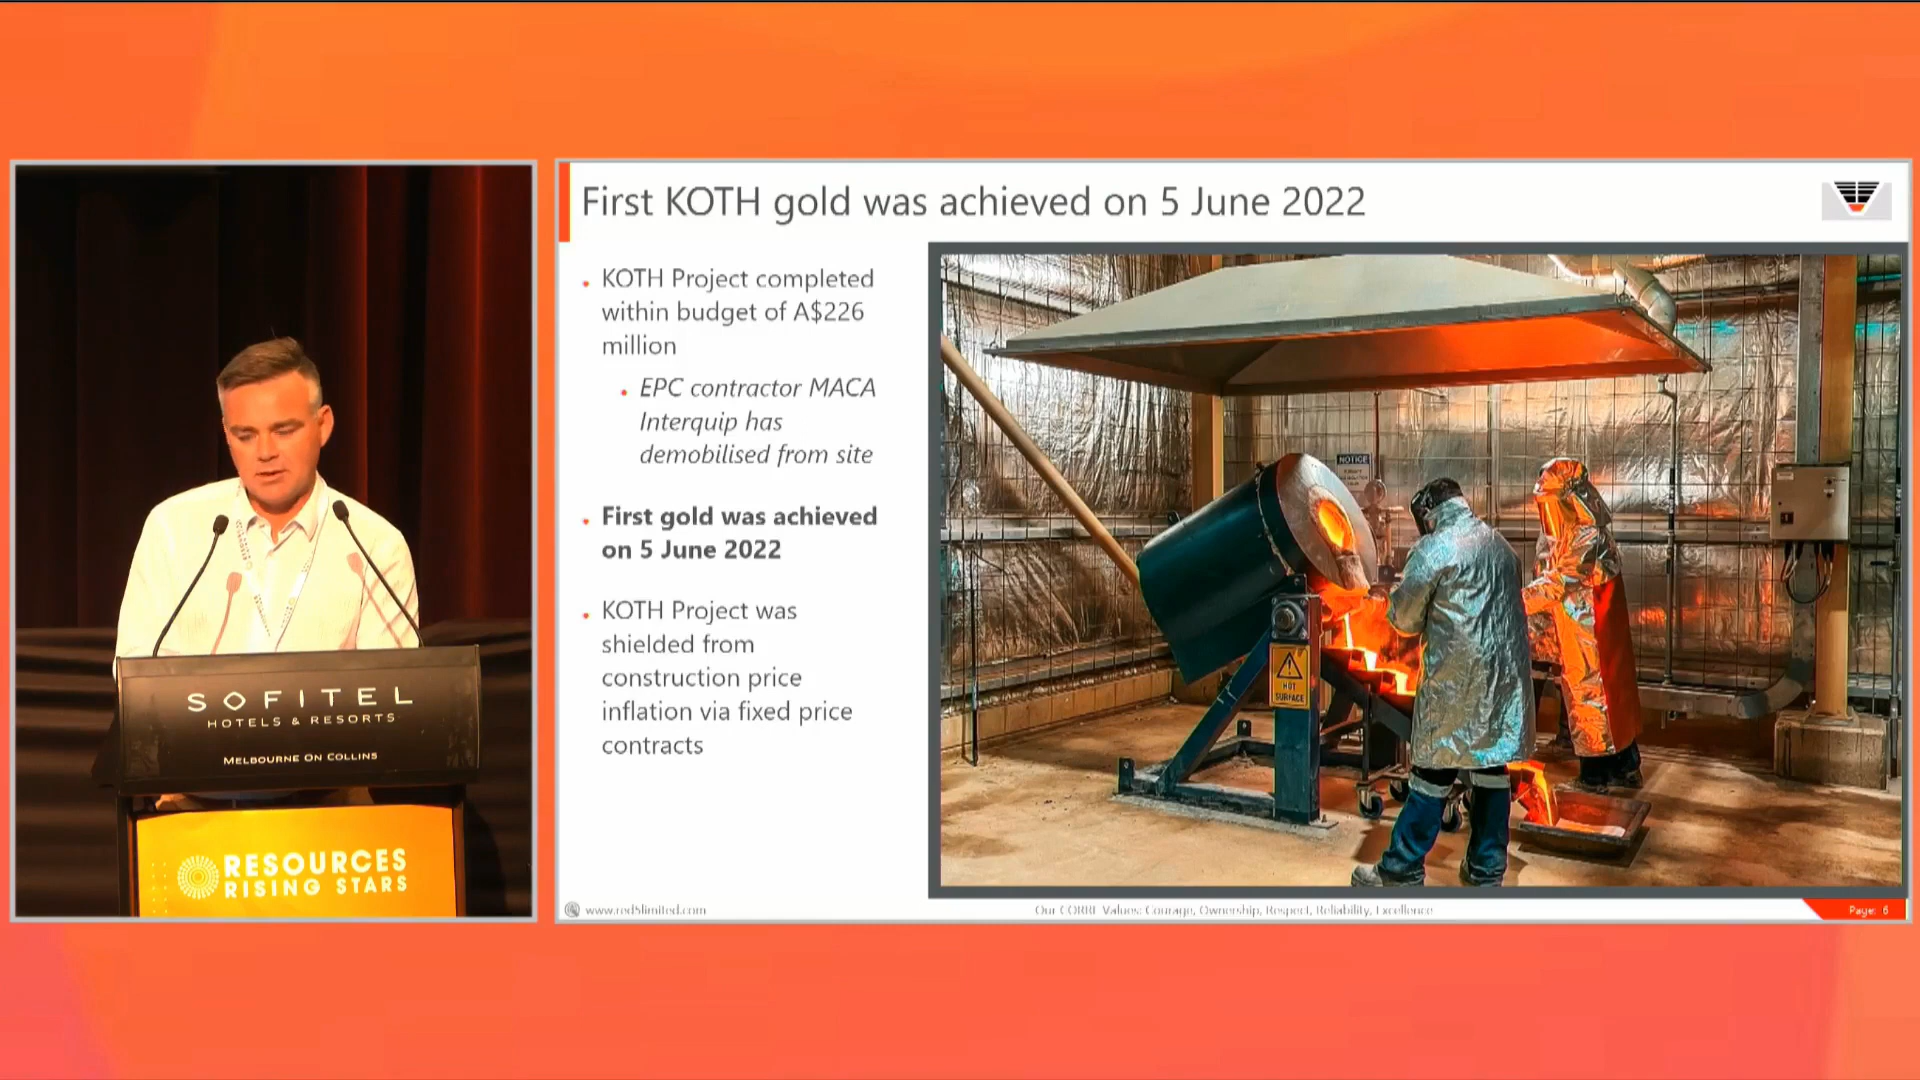 First KOTH gold was achieved on 5 June 2022
• KOTH Project completed
within budget of A$226
million
• EPC contractor MACA
Interquip has
demobilised from site
• First gold was achieved
on 5 June 2022
• KOTH Project was
shielded from
construction price
inflation via fixed price
contracts
NOTICE
HOT
SURFACE
www.red5limited.com
Our CORRE Values: Courage, Ownership, Respect, Reliability, Excellence
Page: 6
SOFITEL
HOTELS & RESORTS
MELBOURNE ON COLLINS
RESOURCES
RISING STARS